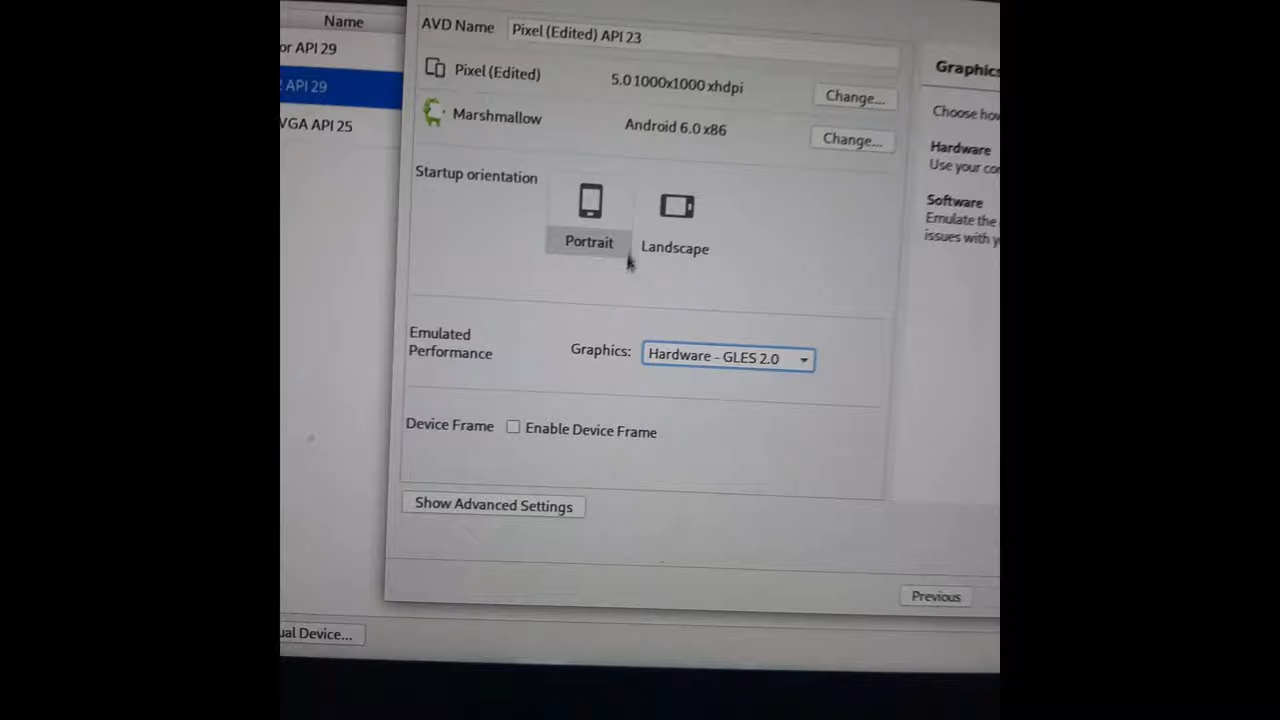 Name
or API 29
API 29
VGA API 25
AVD Name Pixel (Edited) API 23
Pixel (Edited) 5.0 1000x1000 xhdpi Change...
Marshmallow Android 6.0 x86 Change...
Startup orientation
Portrait
Landscape
Emulated
Performance
Graphics: Hardware - GLES 2.0
Device Frame Enable Device Frame
Show Advanced Settings
Previous
ual Device...
Graphics
Choose how
Hardware
Use your co
Software
Emulate the
issues with y